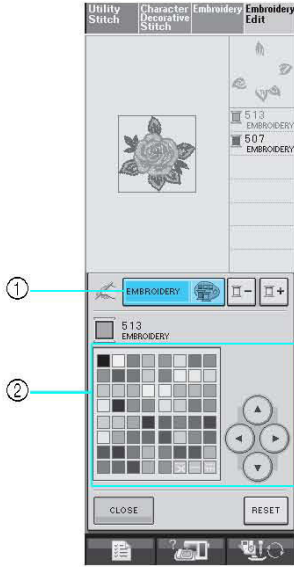 Utility Stitch
Character Decorative Stitch
Embroidery
Embroidery Edit
513
EMBROIDERY
507
EMBROIDERY
1
EMBROIDERY
−
+
513
EMBROIDERY
2
CLOSE
RESET
?